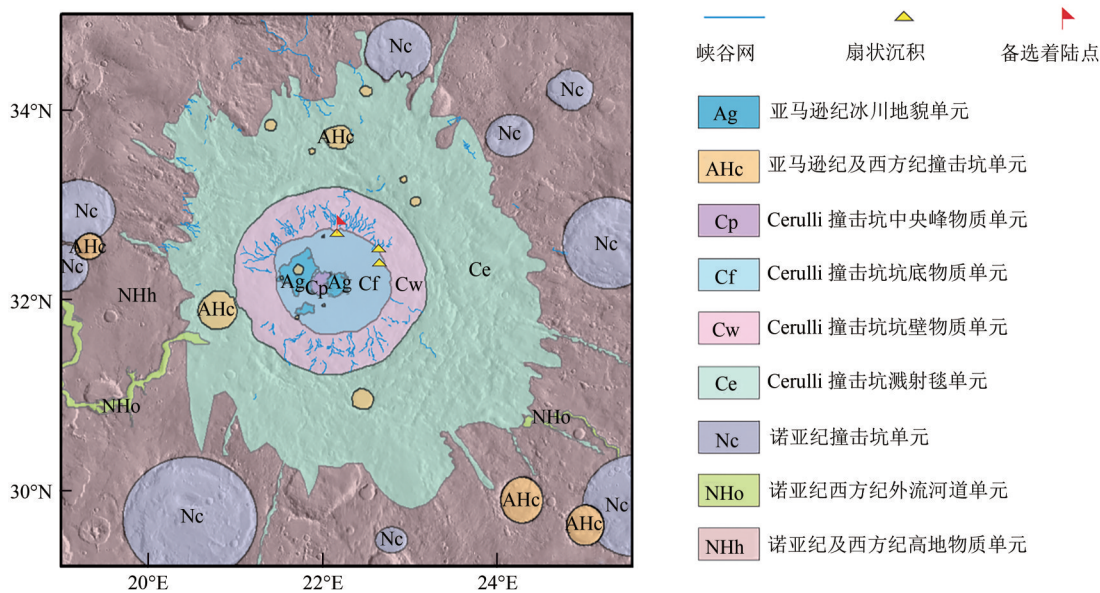 34°N
32°N
30°N
20°E
22°E
24°E
Nc
Nc
Nc
AHc
Nc
AHc
Nc
Nc
NHh
AHc
Ag
Cp
Ag
Cf
Cw
Ce
NHo
NHo
Nc
AHc
AHc
Nc
Nc
峡谷网
扇状沉积
备选着陆点
Ag 亚马逊纪冰川地貌单元
AHc 亚马逊纪及西方纪撞击坑单元
Cp Cerulli 撞击坑中央峰物质单元
Cf Cerulli 撞击坑坑底物质单元
Cw Cerulli 撞击坑坑壁物质单元
Ce Cerulli 撞击坑溅射毯单元
Nc 诺亚纪撞击坑单元
NHo 诺亚纪西方纪外流河道单元
NHh 诺亚纪及西方纪高地物质单元